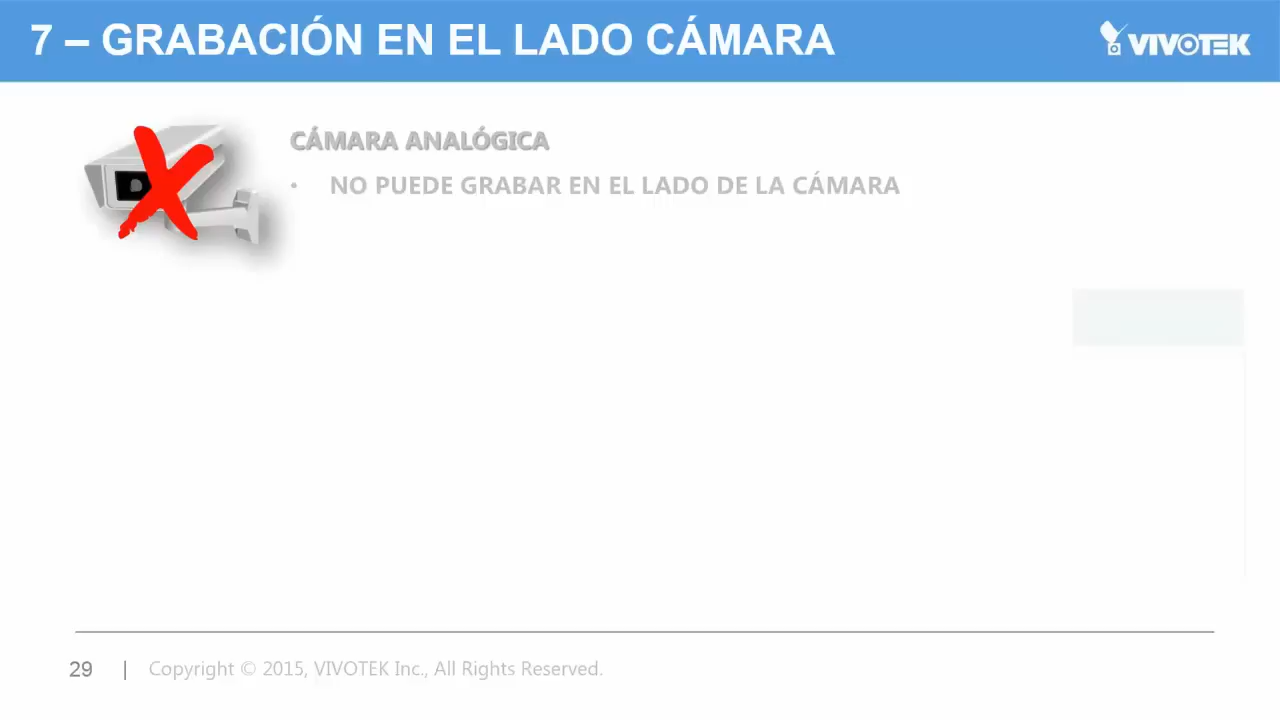 7 – GRABACIÓN EN EL LADO CÁMARA
VIVOTEK
CÁMARA ANALÓGICA
• NO PUEDE GRABAR EN EL LADO DE LA CÁMARA
29 | Copyright © 2015, VIVOTEK Inc., All Rights Reserved.